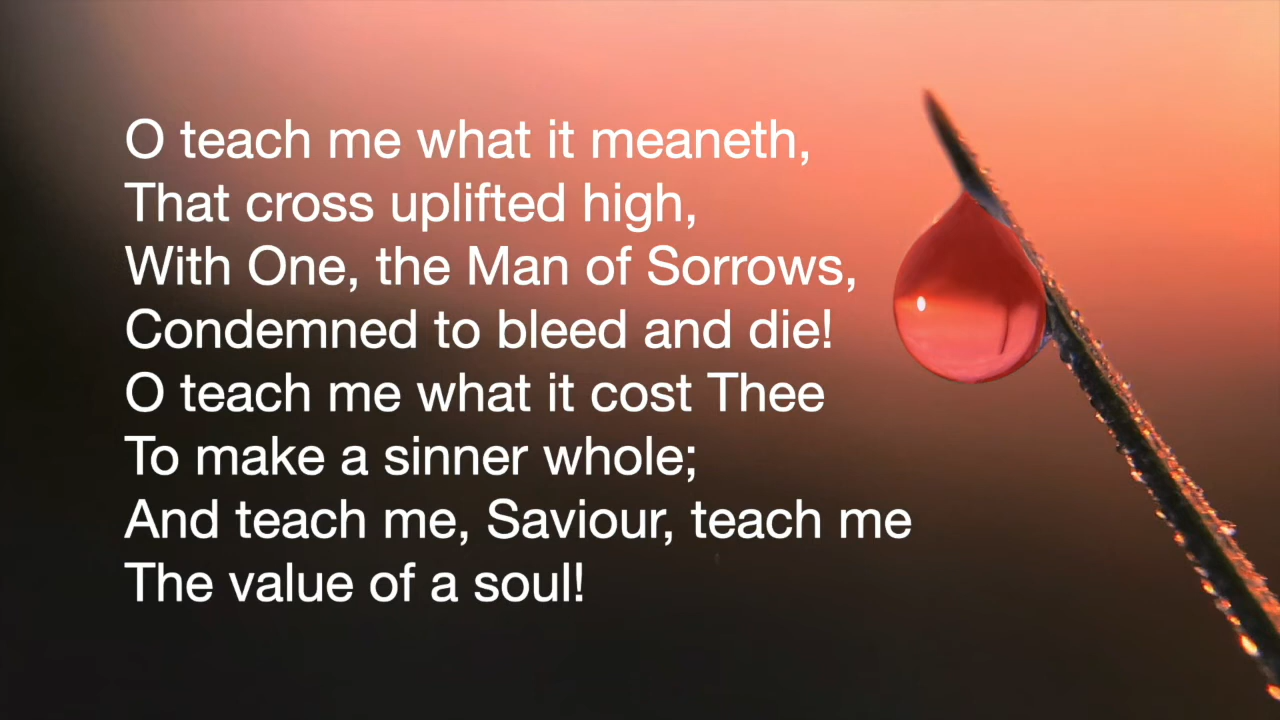 O teach me what it meaneth,
That cross uplifted high,
With One, the Man of Sorrows,
Condemned to bleed and die!
O teach me what it cost Thee
To make a sinner whole;
And teach me, Saviour, teach me
The value of a soul!